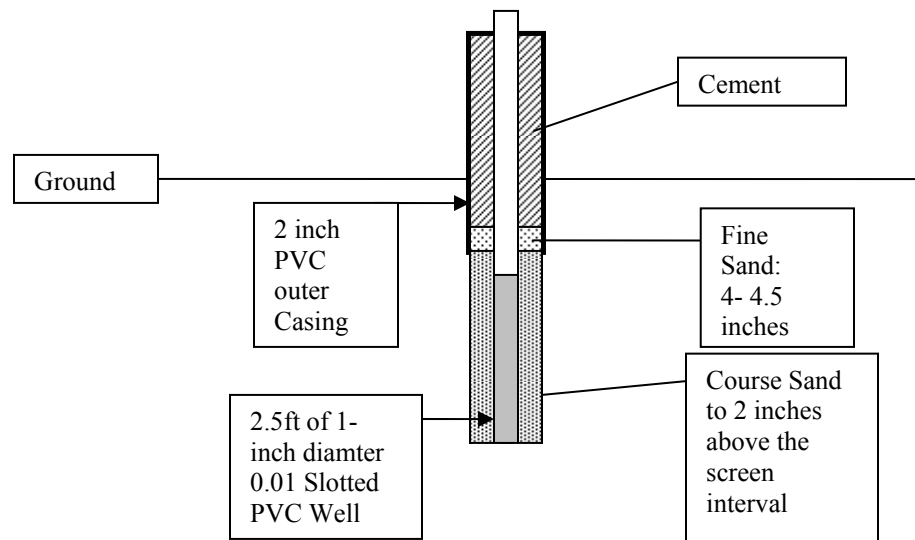 Cement
Ground
2 inch
PVC
outer
Casing
Fine
Sand:
4- 4.5
inches
2.5ft of 1-
inch diamter
0.01 Slotted
PVC Well
Course Sand
to 2 inches
above the
screen
interval